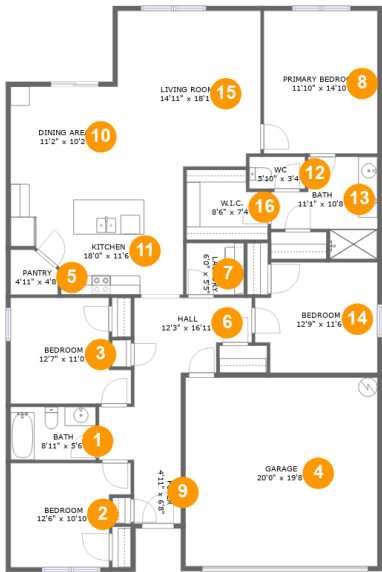 LIVING ROOM
14'11" x 18'1
15
PRIMARY BEDRO
11'10" x 14'10
8
DINING AREA
11'2" x 10'2
10
WC
5'10" x 3'4
12
BATH
11'1" x 10'8
13
W.I.C.
8'6" x 7'4
16
KITCHEN
18'0" x 11'6
11
PANTRY
4'11" x 4'8
5
6'0" x 5'5"
7
HALL
12'3" x 16'11
6
BEDROOM
12'9" x 11'6
14
BEDROOM
12'7" x 11'0
3
BATH
8'11" x 5'6
1
GARAGE
20'0" x 19'8
4
4'11" x 6'8
9
BEDROOM
12'6" x 10'10
2